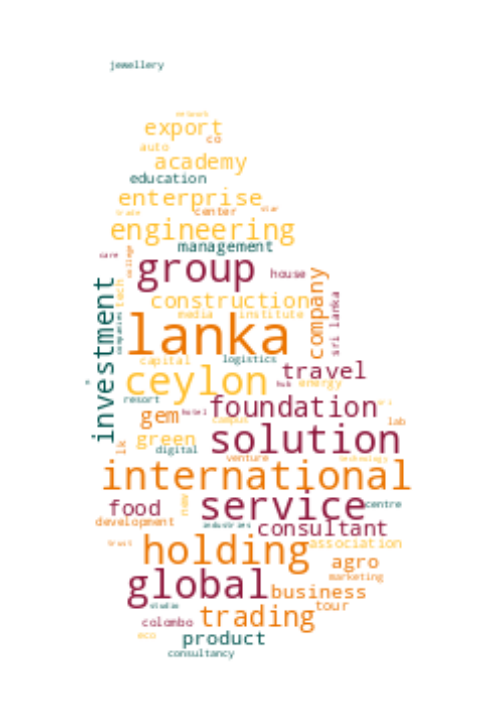 jewellery
network
export
co
auto
academy
education
enterprise
trade center star
engineering
management
care college group house
investment companies tech construction company sri lanka
media institute
lanka
capital logistics travel
ceylon hub energy
resort
gem hotel foundation
campus lab
lk green solution
digital
venture technology
international
new service centre
food
development industries consultant
trust holding association
agro
global marketing
business
studio trading tour
colombo
eco product
consultancy